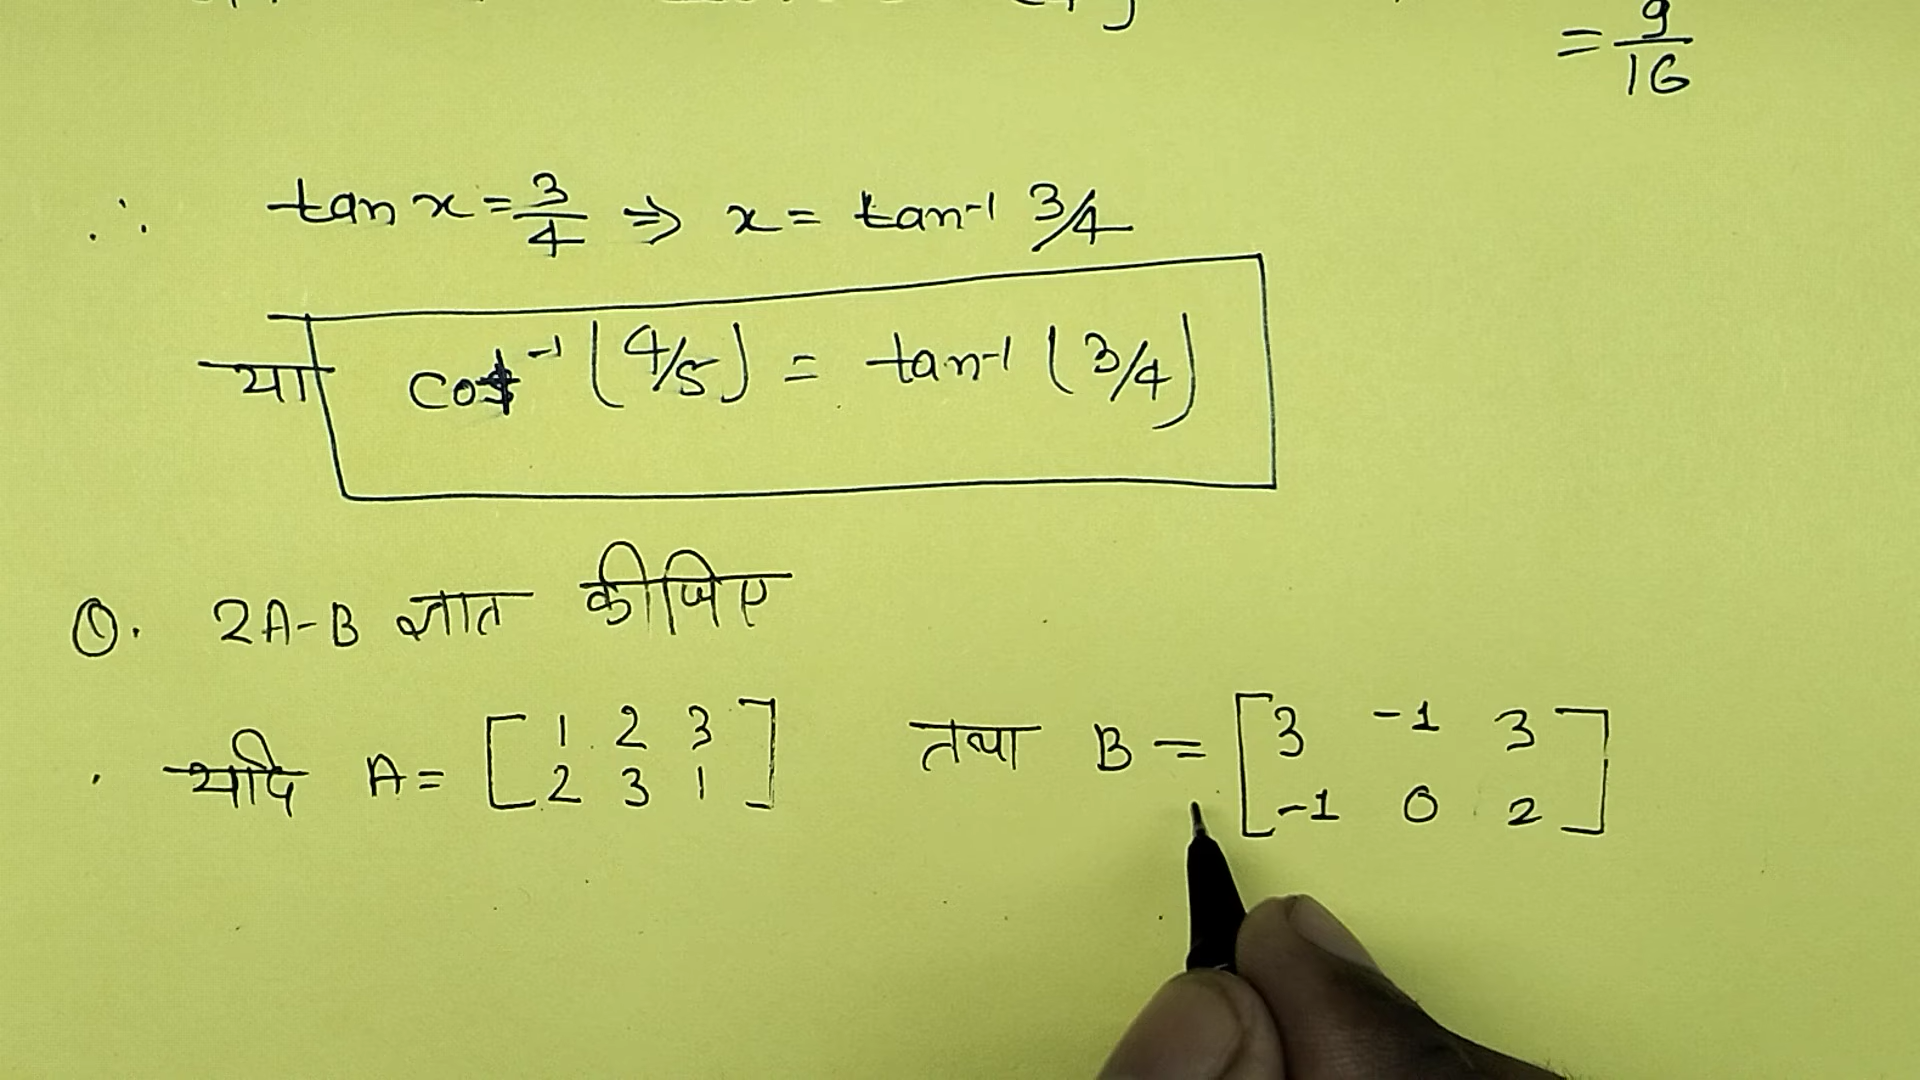 = 9/16
∴ tan x = 3/4 ⇒ x = tan-1 3/4
या cos-1 (4/5) = tan-1 (3/4)
Q. 2A-B ज्ञात कीजिए
यदि A = [ 1 2 3 ] तथा B = [ 3 -1 3 ]
[ 2 3 1 ] [ -1 0 2 ]